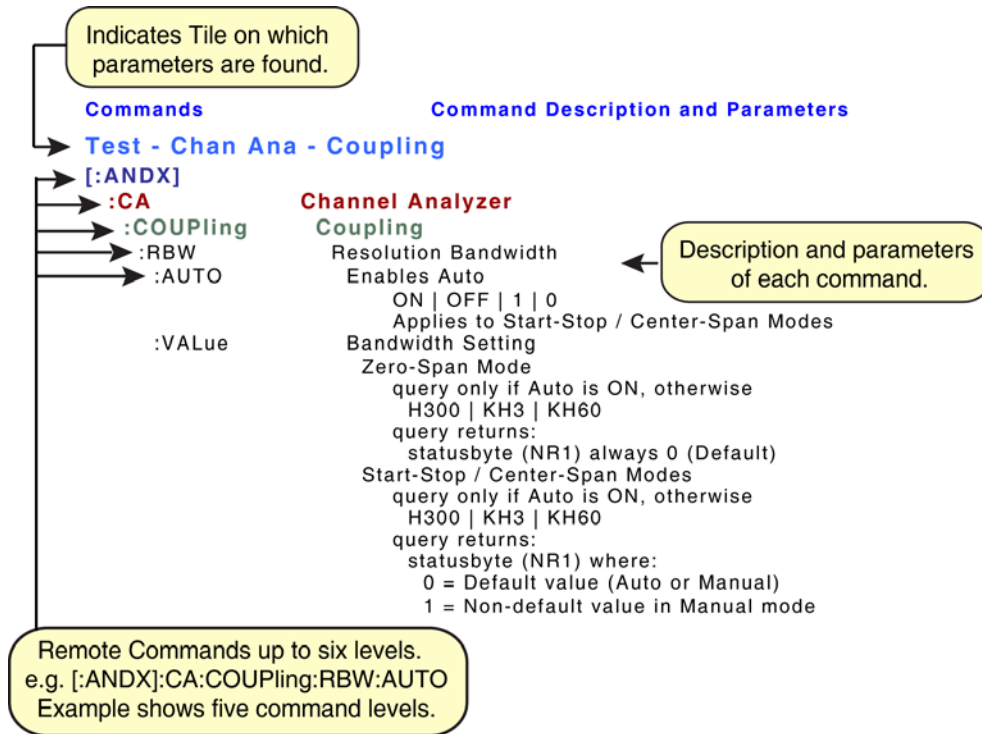 Indicates Tile on which
parameters are found.
Commands Command Description and Parameters
Test - Chan Ana - Coupling
[:ANDX]
:CA Channel Analyzer
:COUPling Coupling
:RBW Resolution Bandwidth
:AUTO Enables Auto
ON | OFF | 1 | 0
Applies to Start-Stop / Center-Span Modes
Description and parameters
of each command.
:VALue Bandwidth Setting
Zero-Span Mode
query only if Auto is ON, otherwise
H300 | KH3 | KH60
query returns:
statusbyte (NR1) always 0 (Default)
Start-Stop / Center-Span Modes
query only if Auto is ON, otherwise
H300 | KH3 | KH60
query returns:
statusbyte (NR1) where:
0 = Default value (Auto or Manual)
1 = Non-default value in Manual mode
Remote Commands up to six levels.
e.g. [:ANDX]:CA:COUPling:RBW:AUTO
Example shows five command levels.